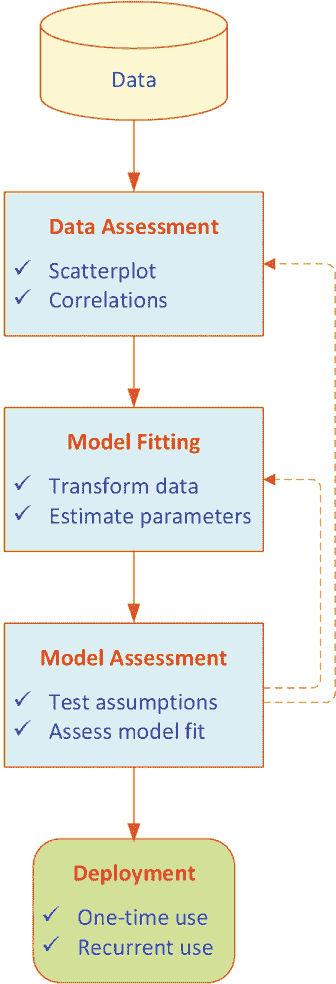 Data
Data Assessment
✓ Scatterplot
✓ Correlations
Model Fitting
✓ Transform data
✓ Estimate parameters
Model Assessment
✓ Test assumptions
✓ Assess model fit
Deployment
✓ One-time use
✓ Recurrent use